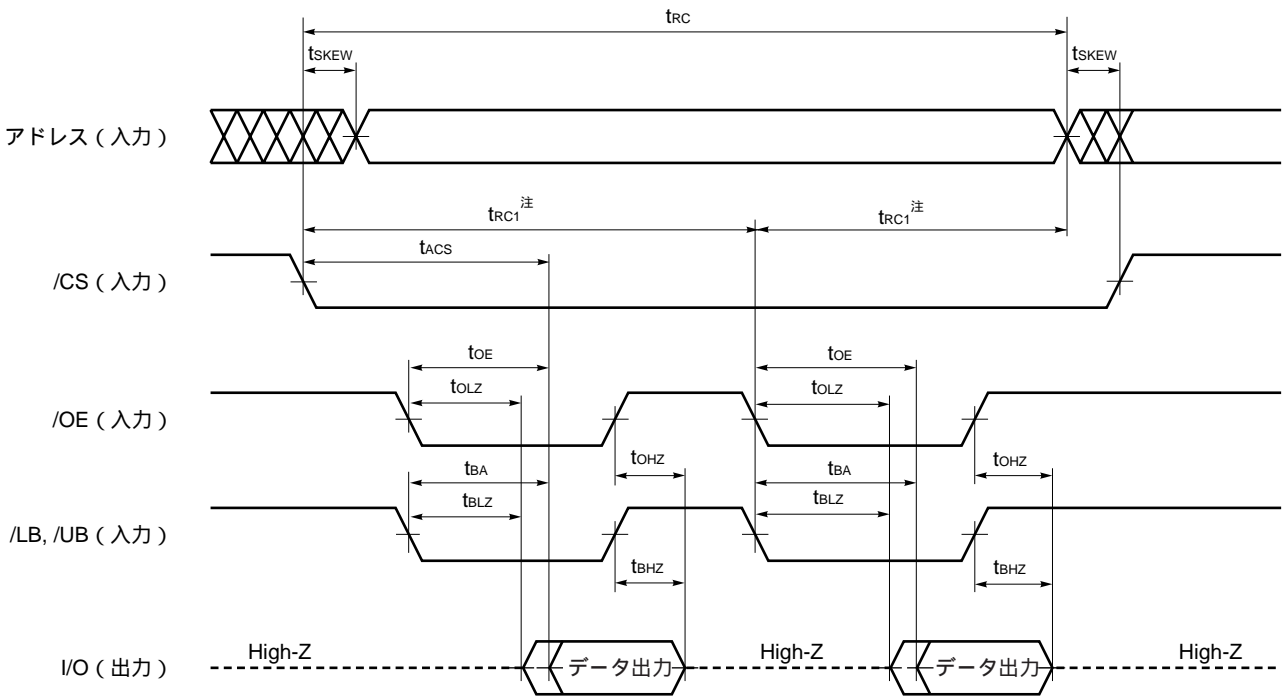 tRC
tSKEW tSKEW
アドレス（入力）
tRC1注 tRC1注
tACS
/CS（入力）
tOE tOE
tOLZ tOLZ
/OE（入力）
tBA tOHZ tBA tOHZ
tBLZ tBLZ
/LB, /UB（入力）
tBHZ tBHZ
High-Z High-Z High-Z
I/O（出力） データ出力 データ出力